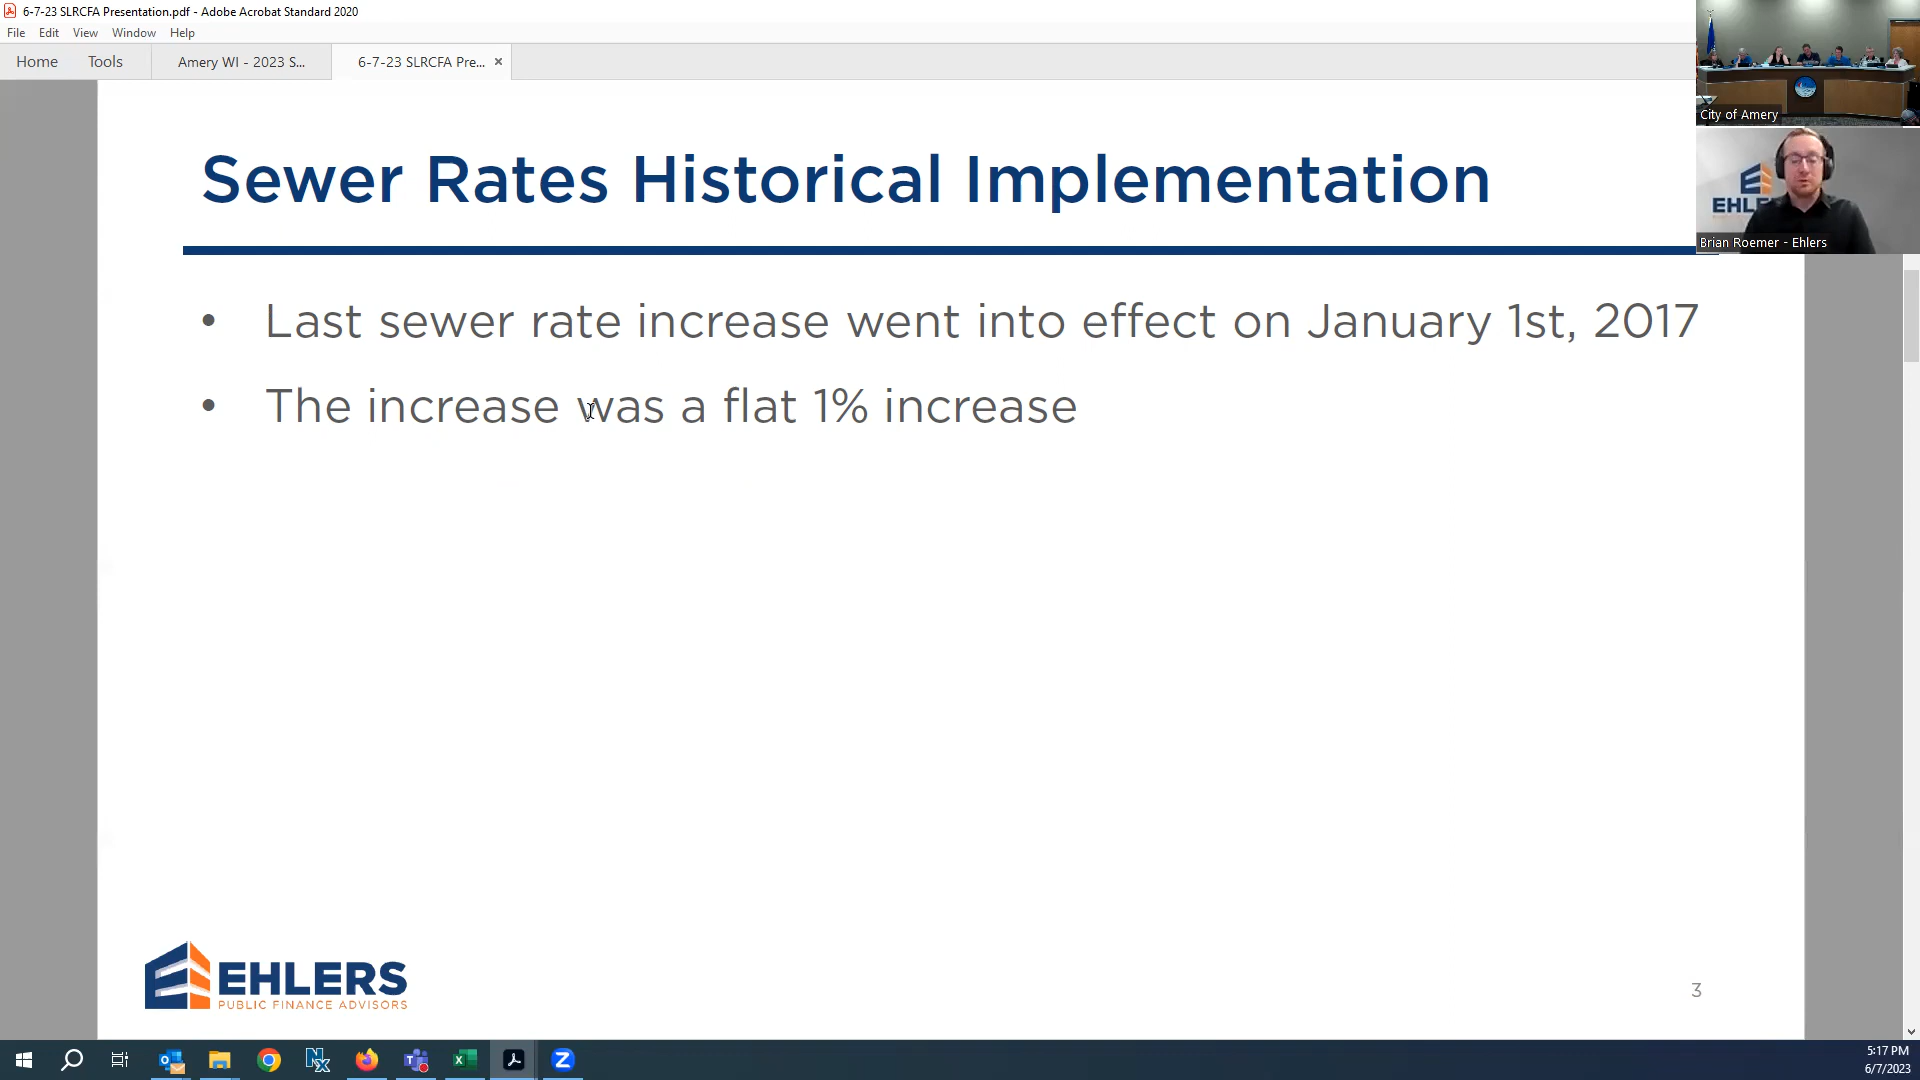 6-7-23 SLRCFA Presentation.pdf - Adobe Acrobat Standard 2020
File Edit View Window Help
Home Tools Amery WI - 2023 S... 6-7-23 SLRCFA Pre... ×
City of Amery
EHL
Brian Roemer - Ehlers
Sewer Rates Historical Implementation
• Last sewer rate increase went into effect on January 1st, 2017
• The increase was a flat 1% increase
EHLERS
PUBLIC FINANCE ADVISORS
3
5:17 PM
6/7/2023